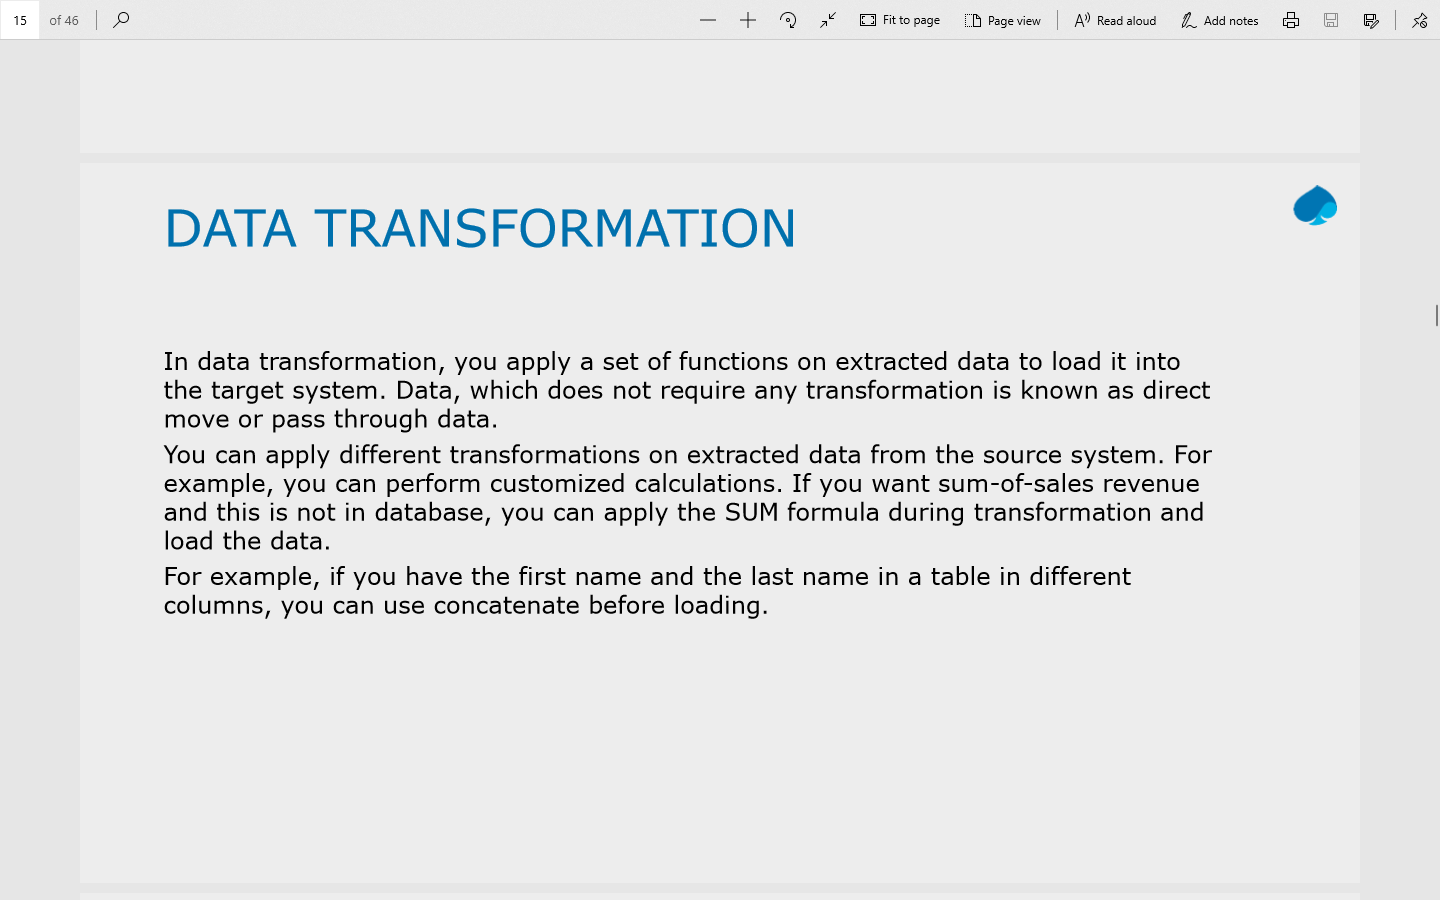 15 of 46 Fit to page Page view Read aloud Add notes
DATA TRANSFORMATION
In data transformation, you apply a set of functions on extracted data to load it into
the target system. Data, which does not require any transformation is known as direct
move or pass through data.
You can apply different transformations on extracted data from the source system. For
example, you can perform customized calculations. If you want sum-of-sales revenue
and this is not in database, you can apply the SUM formula during transformation and
load the data.
For example, if you have the first name and the last name in a table in different
columns, you can use concatenate before loading.